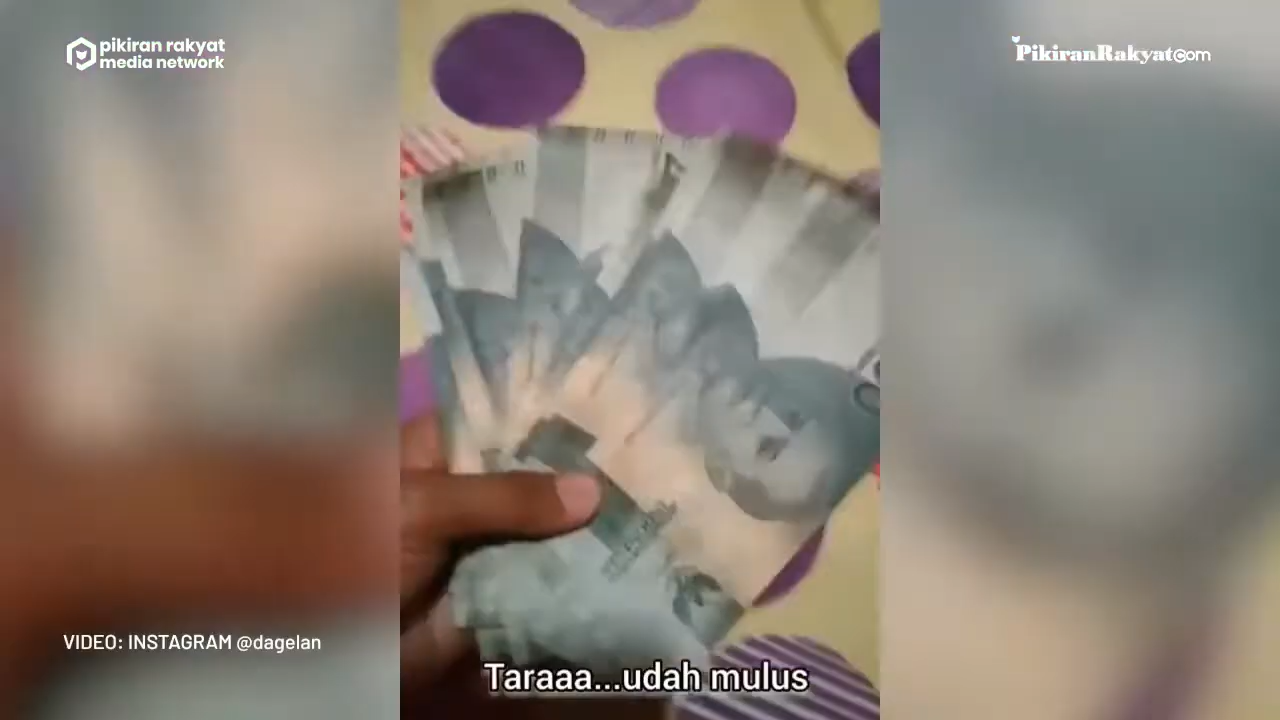 pikiran rakyat
media network
PikiranRakyat.com
VIDEO: INSTAGRAM @dagelan
Taraaa...udah mulus